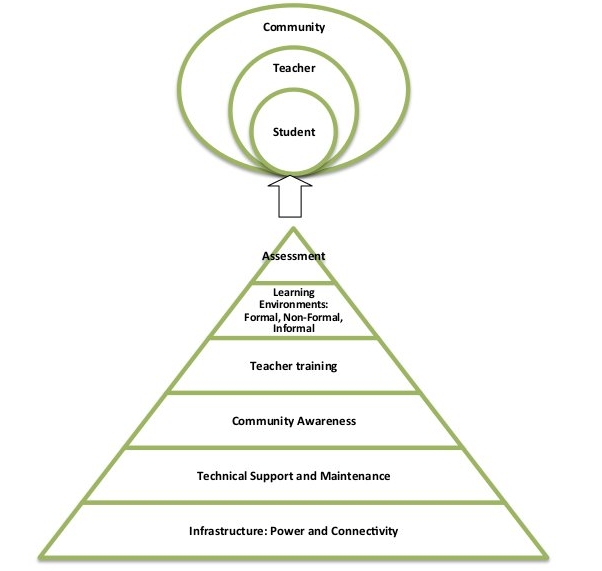 Community
Teacher
Student
Assessment
Learning
Environments:
Formal, Non-Formal,
Informal
Teacher training
Community Awareness
Technical Support and Maintenance
Infrastructure: Power and Connectivity